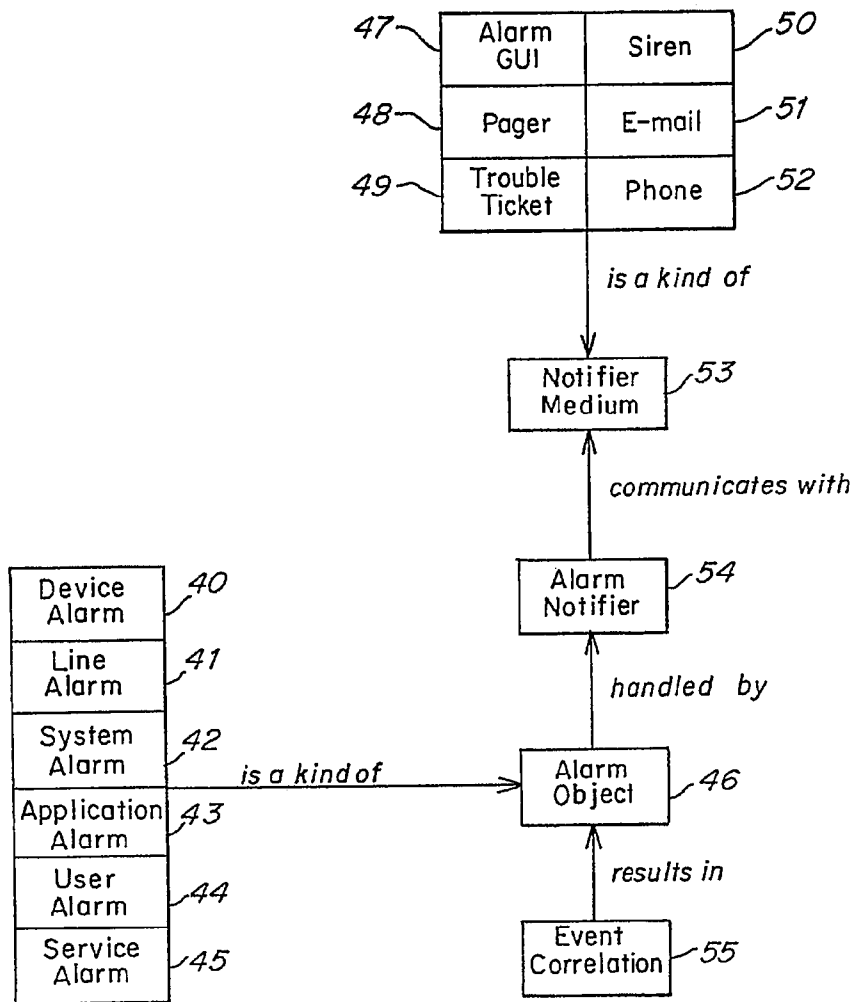 47
Alarm
GUI
Siren
50
48
Pager
E-mail
51
49
Trouble
Ticket
Phone
52
is a kind of
Notifier
Medium
53
communicates with
Alarm
Notifier
54
handled by
Device
Alarm
40
Line
Alarm
41
System
Alarm
42
Application
Alarm
43
User
Alarm
44
Service
Alarm
45
is a kind of
Alarm
Object
46
results in
Event
Correlation
55